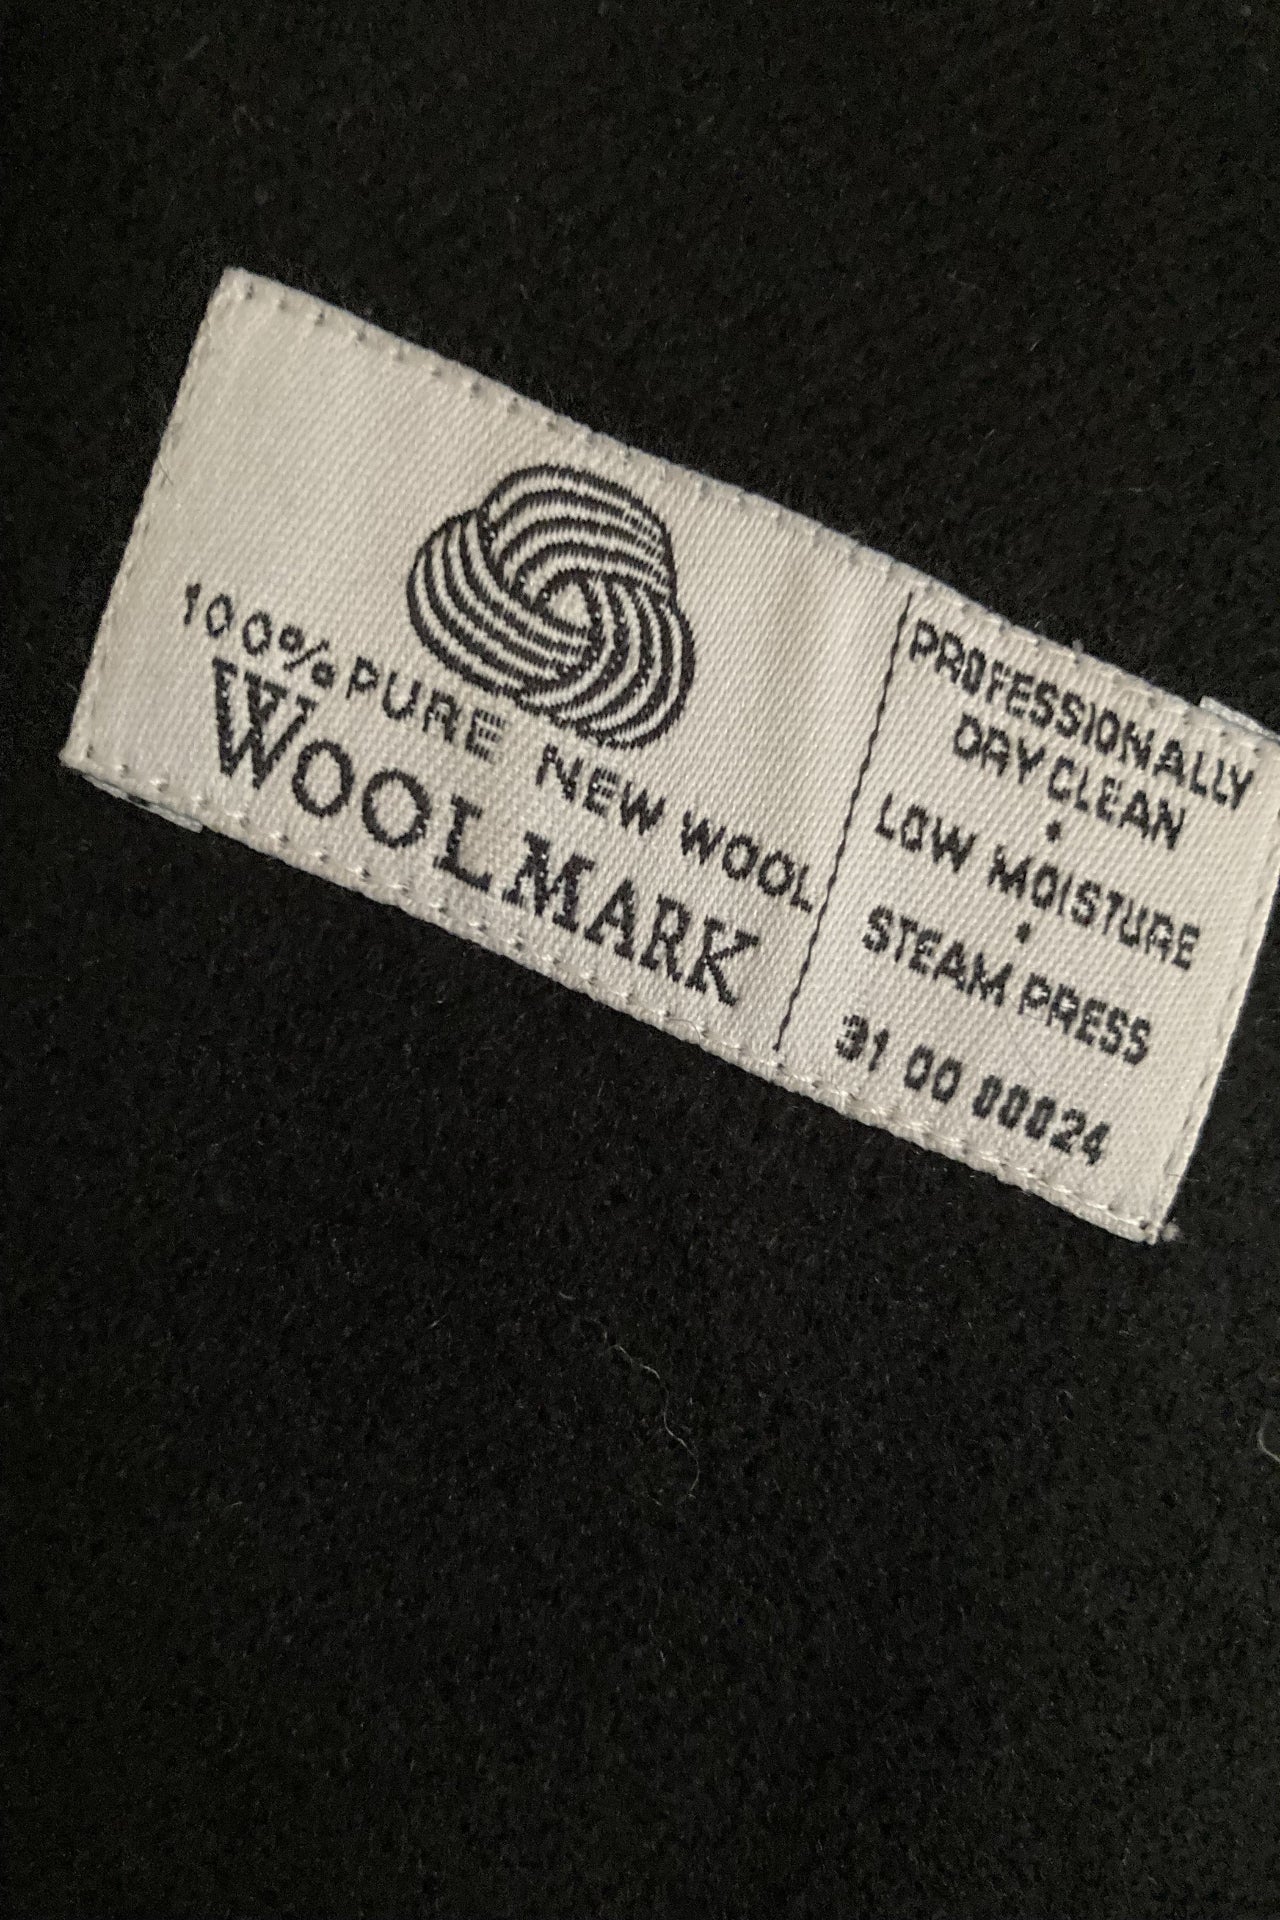 100% PURE NEW WOOL
WOOLMARK
PROFESSIONALLY
DRY CLEAN
•
LOW MOISTURE
•
STEAM PRESS
31 00 00024